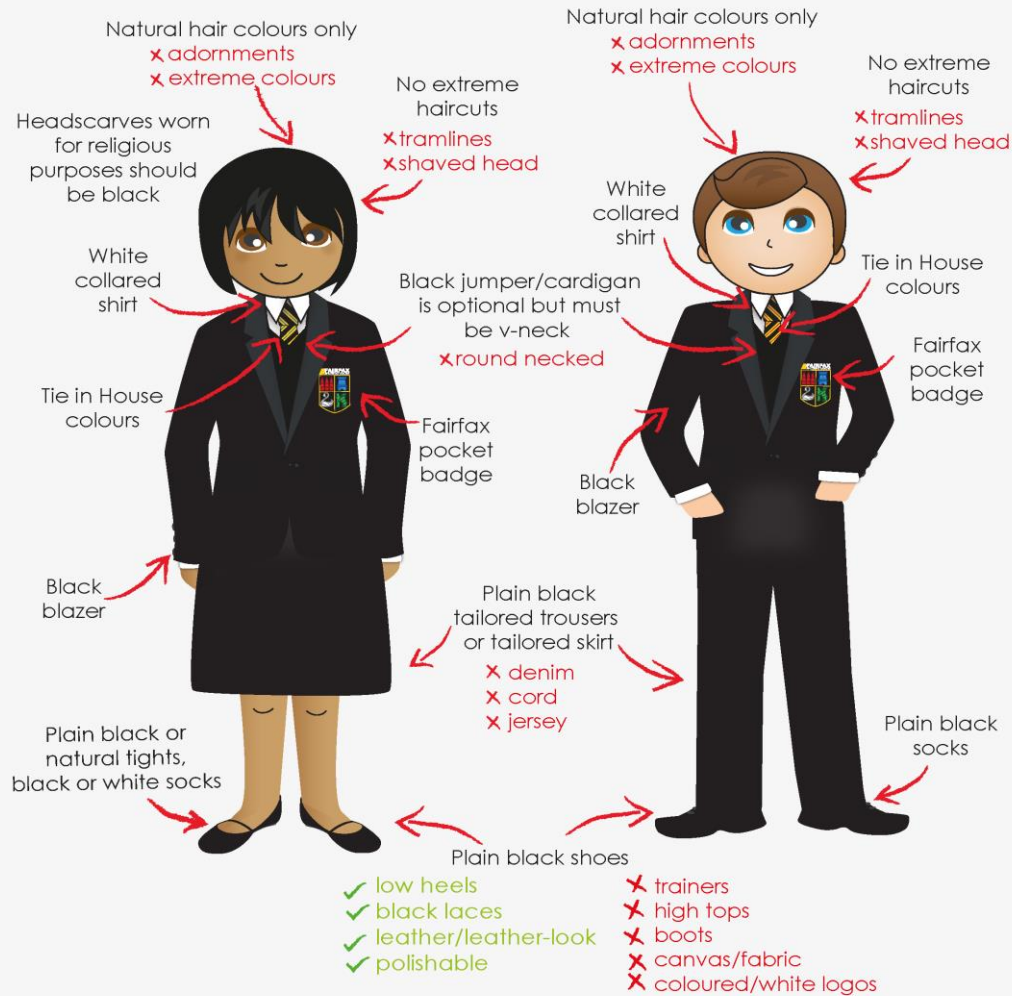 Natural hair colours only
× adornments
× extreme colours
No extreme
haircuts
× tramlines
× shaved head
Headscarves worn
for religious
purposes should
be black
White
collared
shirt
Tie in House
colours
Black jumper/cardigan
is optional but must
be v-neck
× round necked
FAIRFAX
Fairfax
pocket
badge
Black
blazer
Natural hair colours only
× adornments
× extreme colours
No extreme
haircuts
× tramlines
× shaved head
White
collared
shirt
Tie in House
colours
FAIRFAX
Fairfax
pocket
badge
Black
blazer
Plain black
tailored trousers
or tailored skirt
× denim
× cord
× jersey
Plain black or
natural tights,
black or white socks
Plain black
socks
Plain black shoes
✓ low heels
✓ black laces
✓ leather/leather-look
✓ polishable
× trainers
× high tops
× boots
× canvas/fabric
× coloured/white logos